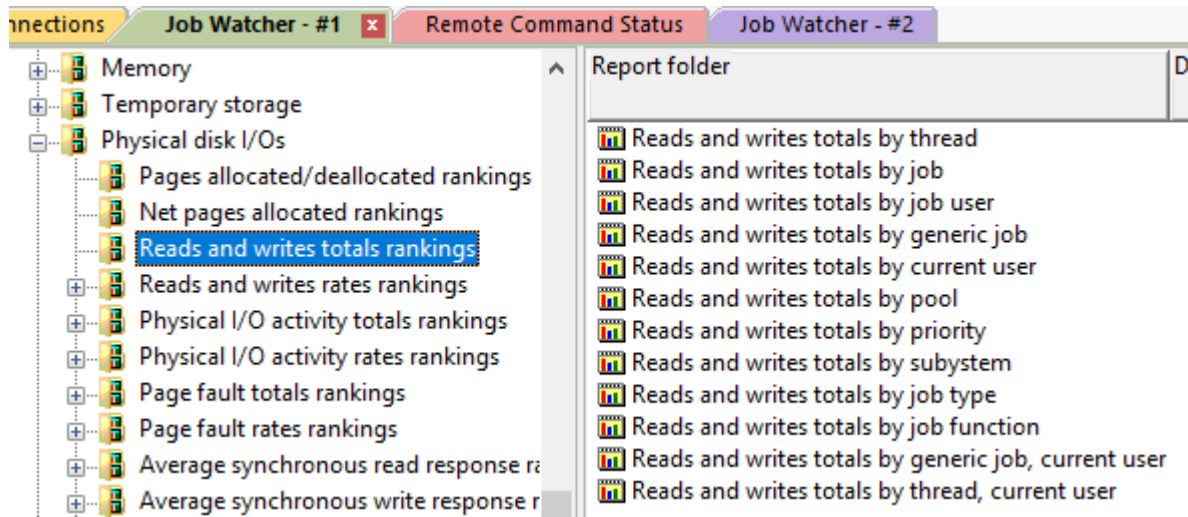 nnections
Job Watcher - #1
Remote Command Status
Job Watcher - #2
Memory
Temporary storage
Physical disk I/Os
Pages allocated/deallocated rankings
Net pages allocated rankings
Reads and writes totals rankings
Reads and writes rates rankings
Physical I/O activity totals rankings
Physical I/O activity rates rankings
Page fault totals rankings
Page fault rates rankings
Average synchronous read response ra
Average synchronous write response r
Report folder
D
Reads and writes totals by thread
Reads and writes totals by job
Reads and writes totals by job user
Reads and writes totals by generic job
Reads and writes totals by current user
Reads and writes totals by pool
Reads and writes totals by priority
Reads and writes totals by subystem
Reads and writes totals by job type
Reads and writes totals by job function
Reads and writes totals by generic job, current user
Reads and writes totals by thread, current user